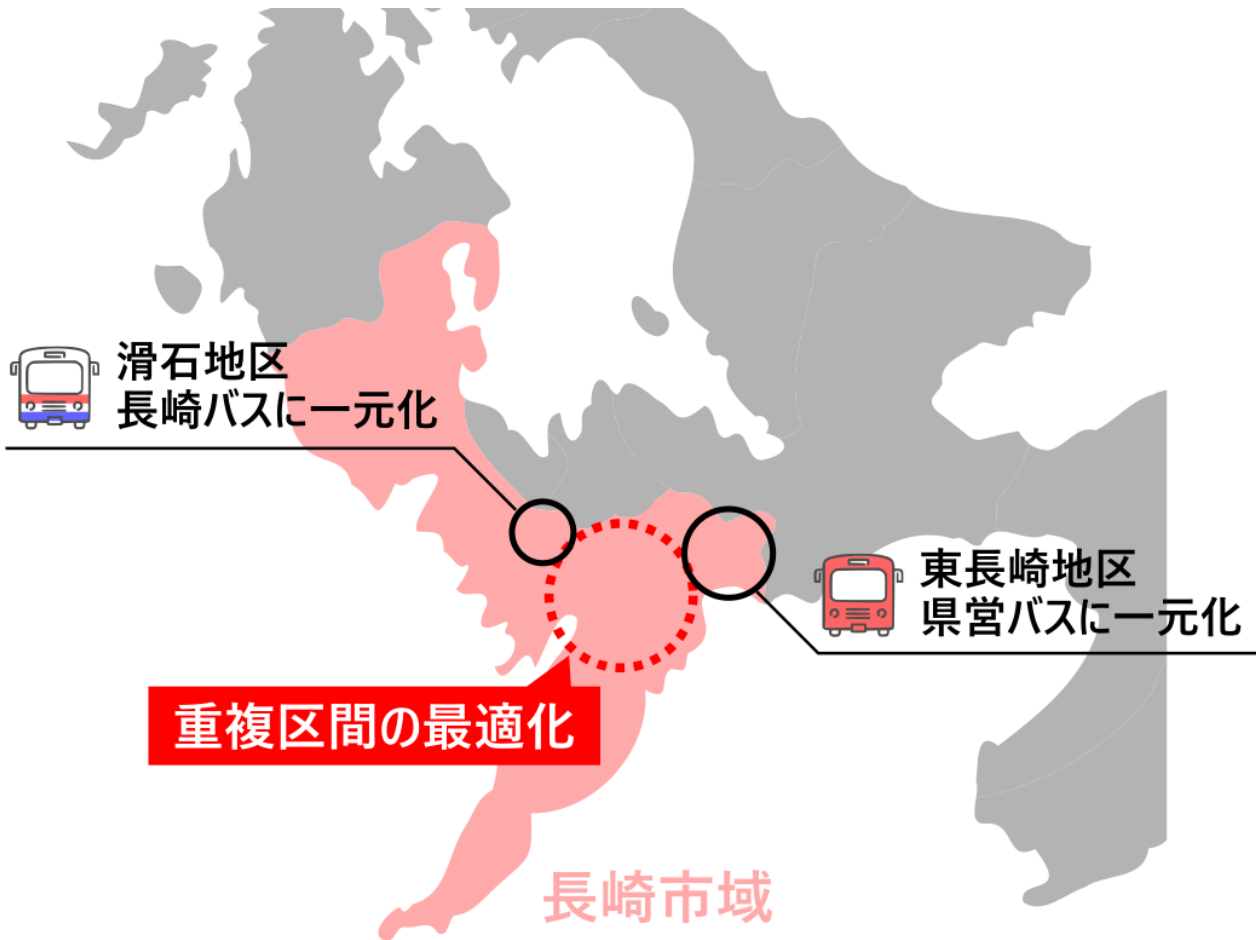 滑石地区
長崎バスに一元化
東長崎地区
県営バスに一元化
重複区間の最適化
長崎市域